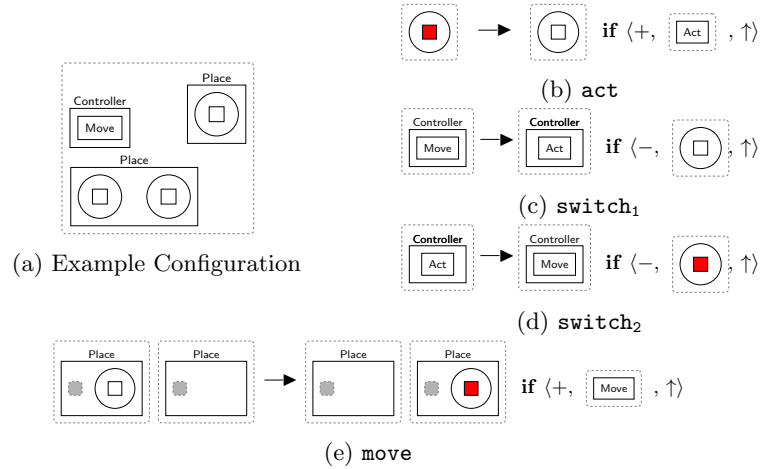 Place
Controller
Move
Place
(a) Example Configuration
if ⟨+, Act , ↑⟩
(b) act
Controller Controller
Move Act if ⟨−, , ↑⟩
(c) switch₁
Controller Controller
Act Move if ⟨−, , ↑⟩
(d) switch₂
Place Place Place Place
if ⟨+, Move , ↑⟩
(e) move